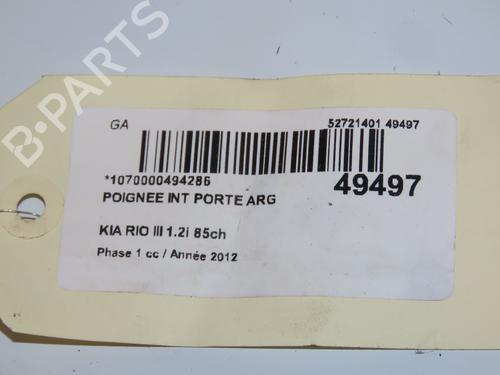 B-PARTS
GA
52721401 49497
*1070000494286
49497
POIGNEE INT PORTE ARG
KIA RIO III 1.2i 85ch
Phase 1 cc / Année 2012